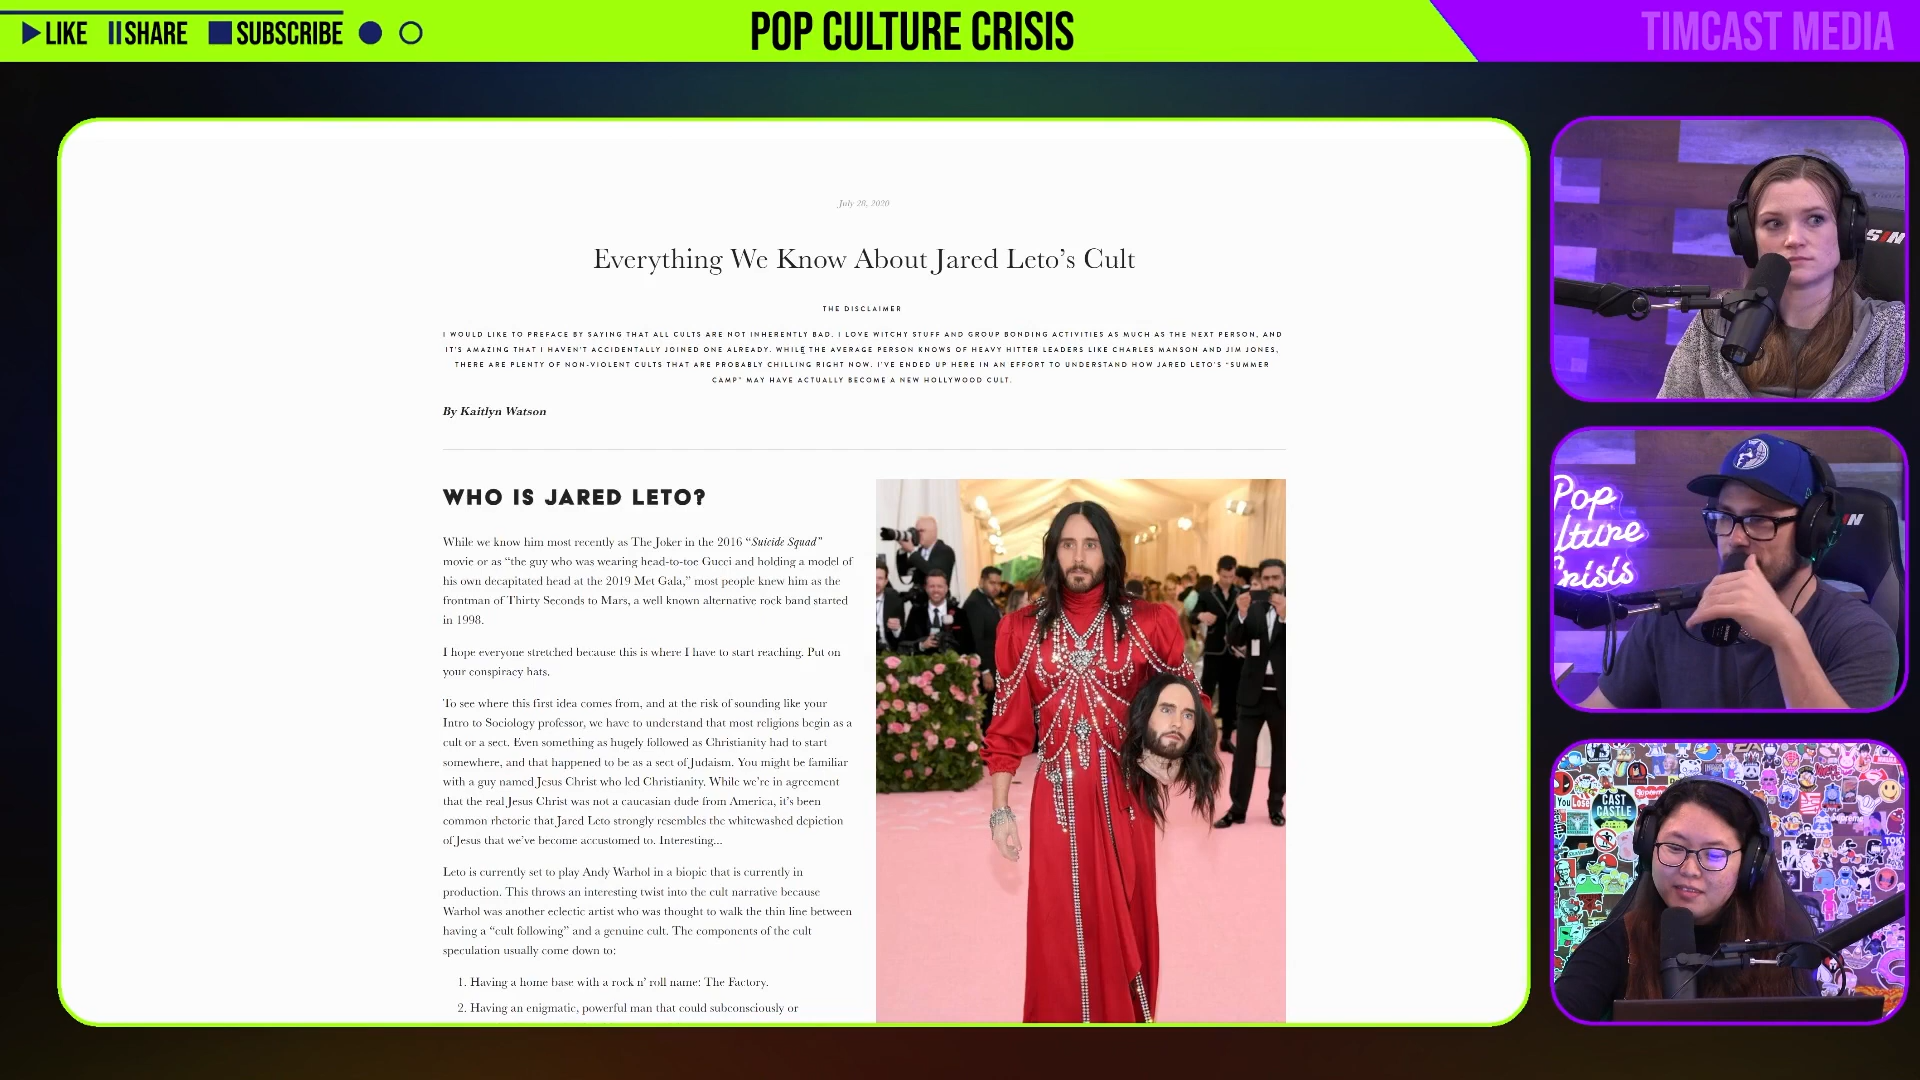 LIKE SHARE SUBSCRIBE
POP CULTURE CRISIS
TIMCAST MEDIA
July 28, 2020
Everything We Know About Jared Leto's Cult
THE DISCLAIMER
I WOULD LIKE TO PREFACE BY SAYING THAT ALL CULTS ARE NOT INHERENTLY BAD. I LOVE WITCHY STUFF AND GROUP BONDING ACTIVITIES AS MUCH AS THE NEXT PERSON, AND
IT'S AMAZING THAT I HAVEN'T ACCIDENTALLY JOINED ONE ALREADY. WHILE THE AVERAGE PERSON KNOWS OF HEAVY HITTER LEADERS LIKE CHARLES MANSON AND JIM JONES,
THERE ARE PLENTY OF NON-VIOLENT CULTS THAT ARE PROBABLY CHILLING RIGHT NOW. I'VE ENDED UP HERE IN AN EFFORT TO UNDERSTAND HOW JARED LETO'S "SUMMER
CAMP" MAY HAVE ACTUALLY BECOME A NEW HOLLYWOOD CULT.
By Kaitlyn Watson
WHO IS JARED LETO?
While we know him most recently as The Joker in the 2016 “Suicide Squad”
movie or as “the guy who was wearing head-to-toe Gucci and holding a model of
his own decapitated head at the 2019 Met Gala,” most people knew him as the
frontman of Thirty Seconds to Mars, a well known alternative rock band started
in 1998.
I hope everyone stretched because this is where I have to start reaching. Put on
your conspiracy hats.
To see where this first idea comes from, and at the risk of sounding like your
Intro to Sociology professor, we have to understand that most religions begin as a
cult or a sect. Even something as hugely followed as Christianity had to start
somewhere, and that happened to be as a sect of Judaism. You might be familiar
with a guy named Jesus Christ who led Christianity. While we're in agreement
that the real Jesus Christ was not a caucasian dude from America, it's been
common rhetoric that Jared Leto strongly resembles the whitewashed depiction
of Jesus that we've become accustomed to. Interesting...
Leto is currently set to play Andy Warhol in a biopic that is currently in
production. This throws an interesting twist into the cult narrative because
Warhol was another eclectic artist who was thought to walk the thin line between
having a “cult following” and a genuine cult. The components of the cult
speculation usually come down to:
1. Having a home base with a rock n' roll name: The Factory.
2. Having an enigmatic, powerful man that could subconsciously or
Pop
lture
Crisis
You Lose
CAST
CASTLE
Supreme
Supreme